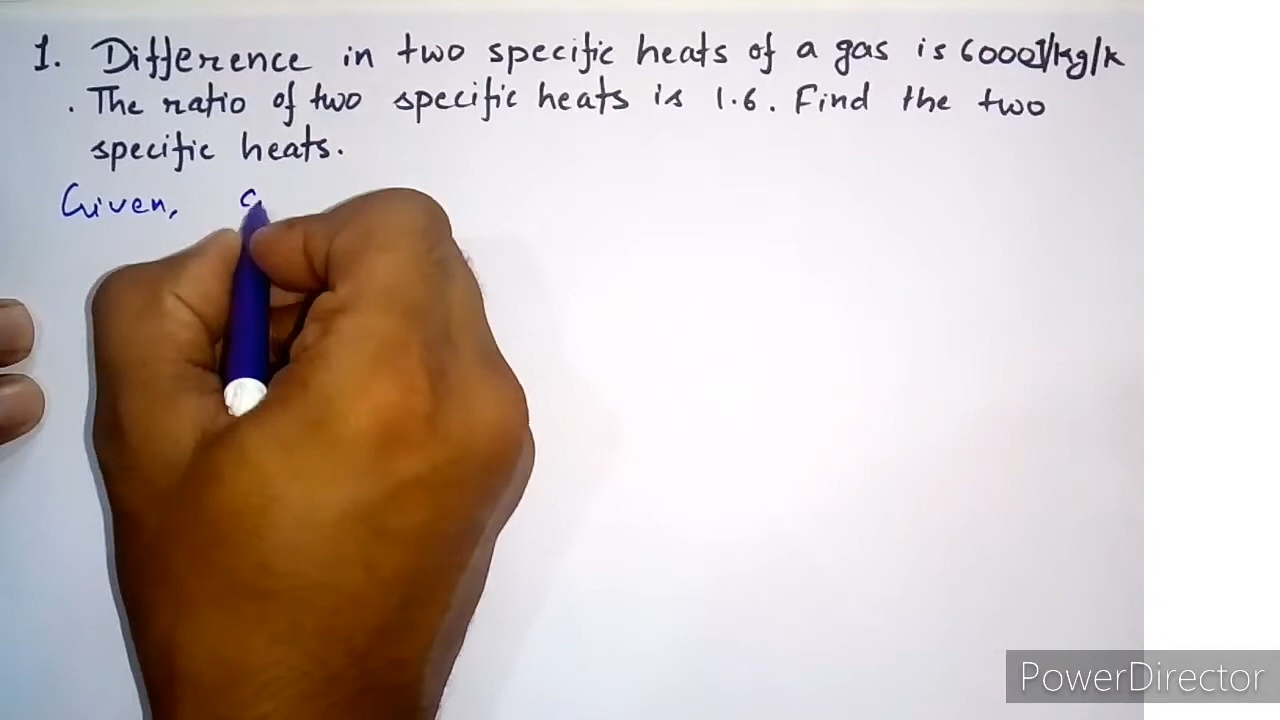 1. Difference in two specific heats of a gas is 6000J/kg/K
. The ratio of two specific heats is 1.6. Find the two
specific heats.
Given, C
PowerDirector